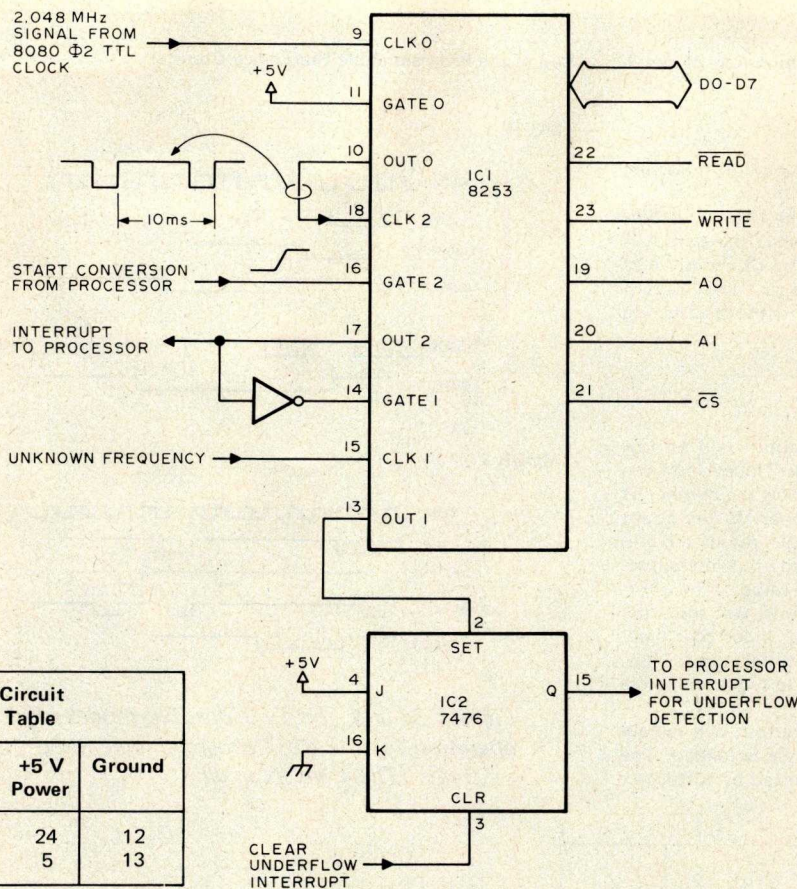 2.048 MHz
SIGNAL FROM
8080 Φ2 TTL
CLOCK
9
CLK 0
+5V
11
GATE 0
10
OUT 0
10ms
18
CLK 2
START CONVERSION
FROM PROCESSOR
16
GATE 2
INTERRUPT
TO PROCESSOR
17
OUT 2
14
GATE 1
UNKNOWN FREQUENCY
15
CLK 1
13
OUT 1
IC1
8253
D0-D7
22
READ
23
WRITE
19
A0
20
A1
21
CS
2
SET
+5V
4
J
IC2
7476
Q
15
TO PROCESSOR
INTERRUPT
FOR UNDERFLOW
DETECTION
16
K
CLR
3
CLEAR
UNDERFLOW
INTERRUPT
Circuit
Table
+5 V
Power
Ground
24 12
5 13